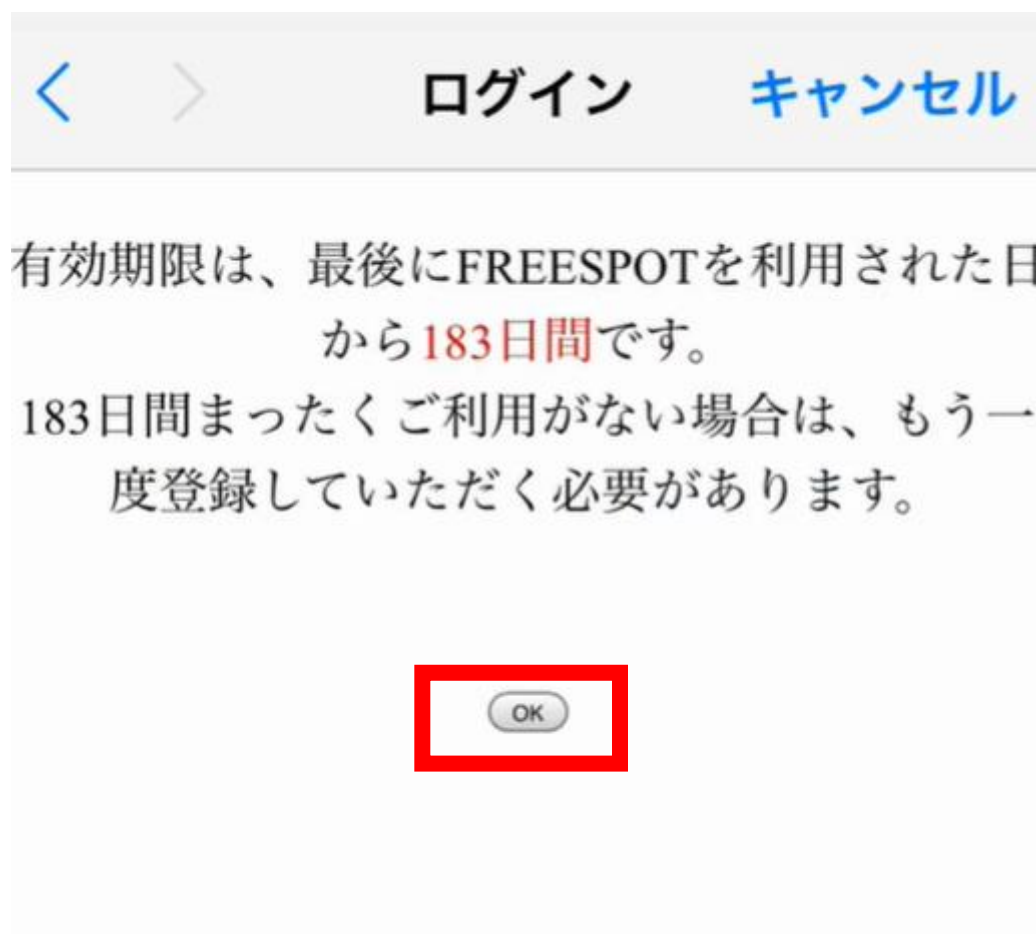 ログイン キャンセル
有効期限は、最後にFREESPOTを利用された日
から183日間です。
183日間まったくご利用がない場合は、もう一
度登録していただく必要があります。
OK